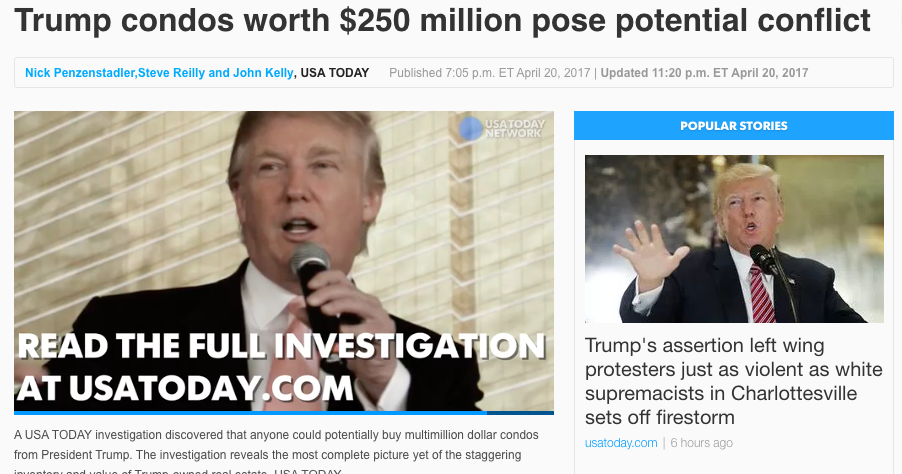 Trump condos worth $250 million pose potential conflict
Nick Penzenstadler,Steve Reilly and John Kelly, USA TODAY Published 7:05 p.m. ET April 20, 2017 | Updated 11:20 p.m. ET April 20, 2017
USA TODAY
NETWORK
READ THE FULL INVESTIGATION
AT USATODAY.COM
A USA TODAY investigation discovered that anyone could potentially buy multimillion dollar condos
from President Trump. The investigation reveals the most complete picture yet of the staggering
inventory and value of Trump-owned real estate. USA TODAY
POPULAR STORIES
Trump's assertion left wing
protesters just as violent as white
supremacists in Charlottesville
sets off firestorm
usatoday.com | 6 hours ago